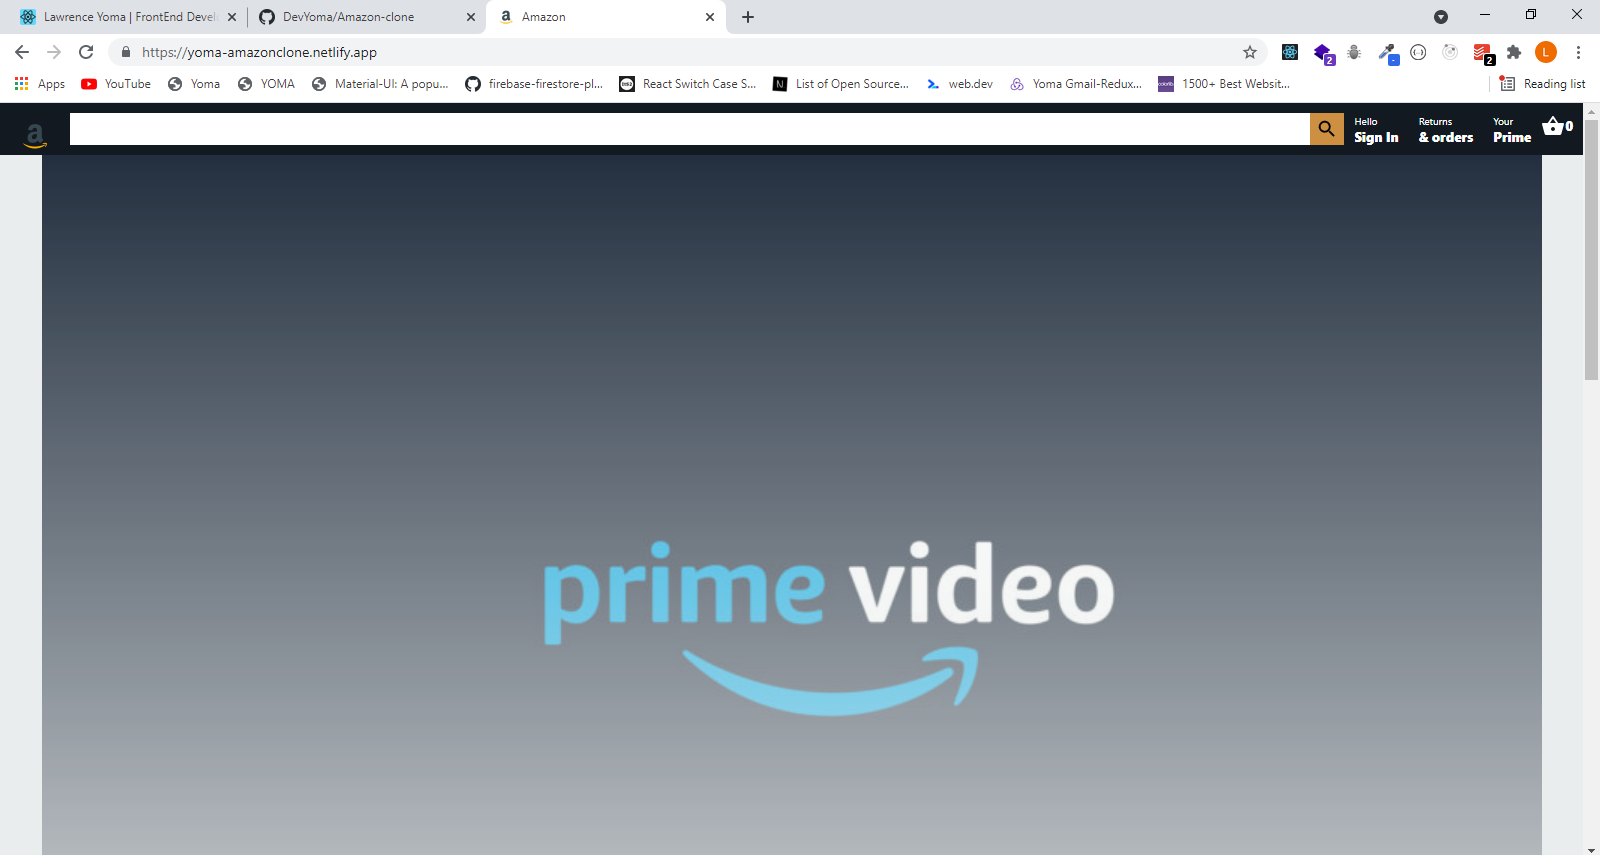 Lawrence Yoma | FrontEnd Devel
DevYoma/Amazon-clone
Amazon
https://yoma-amazonclone.netlify.app
L
2
2
Apps
YouTube
Yoma
YOMA
Material-UI: A popu...
firebase-firestore-pl...
React Switch Case S...
List of Open Source...
web.dev
Yoma Gmail-Redux...
1500+ Best Websit...
Reading list
a
Hello
Sign In
Returns
& orders
Your
Prime
0
prime video